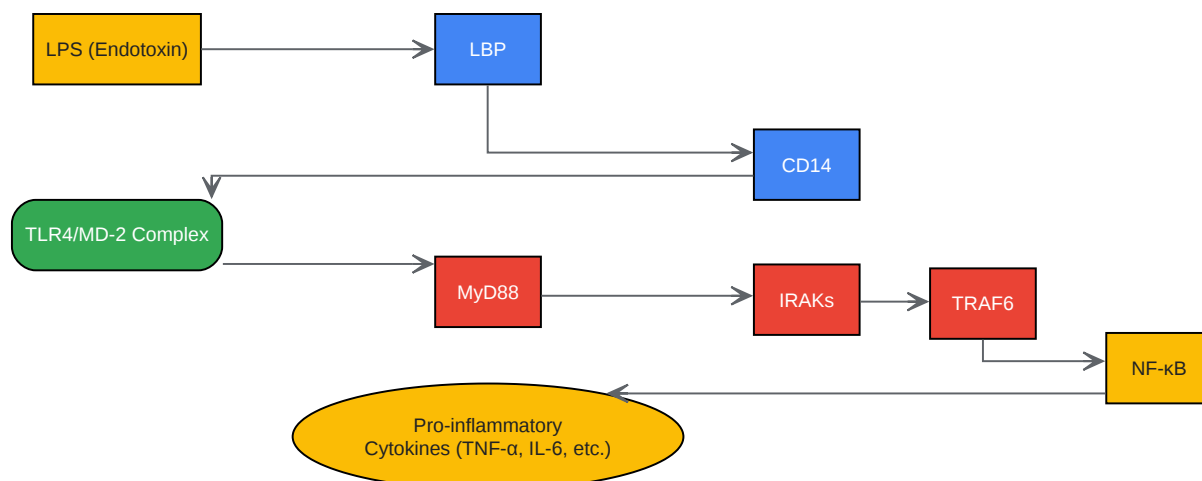 LPS (Endotoxin)
LBP
CD14
TLR4/MD-2 Complex
MyD88
IRAKs
TRAF6
NF-κB
Pro-inflammatory
Cytokines (TNF-α, IL-6, etc.)